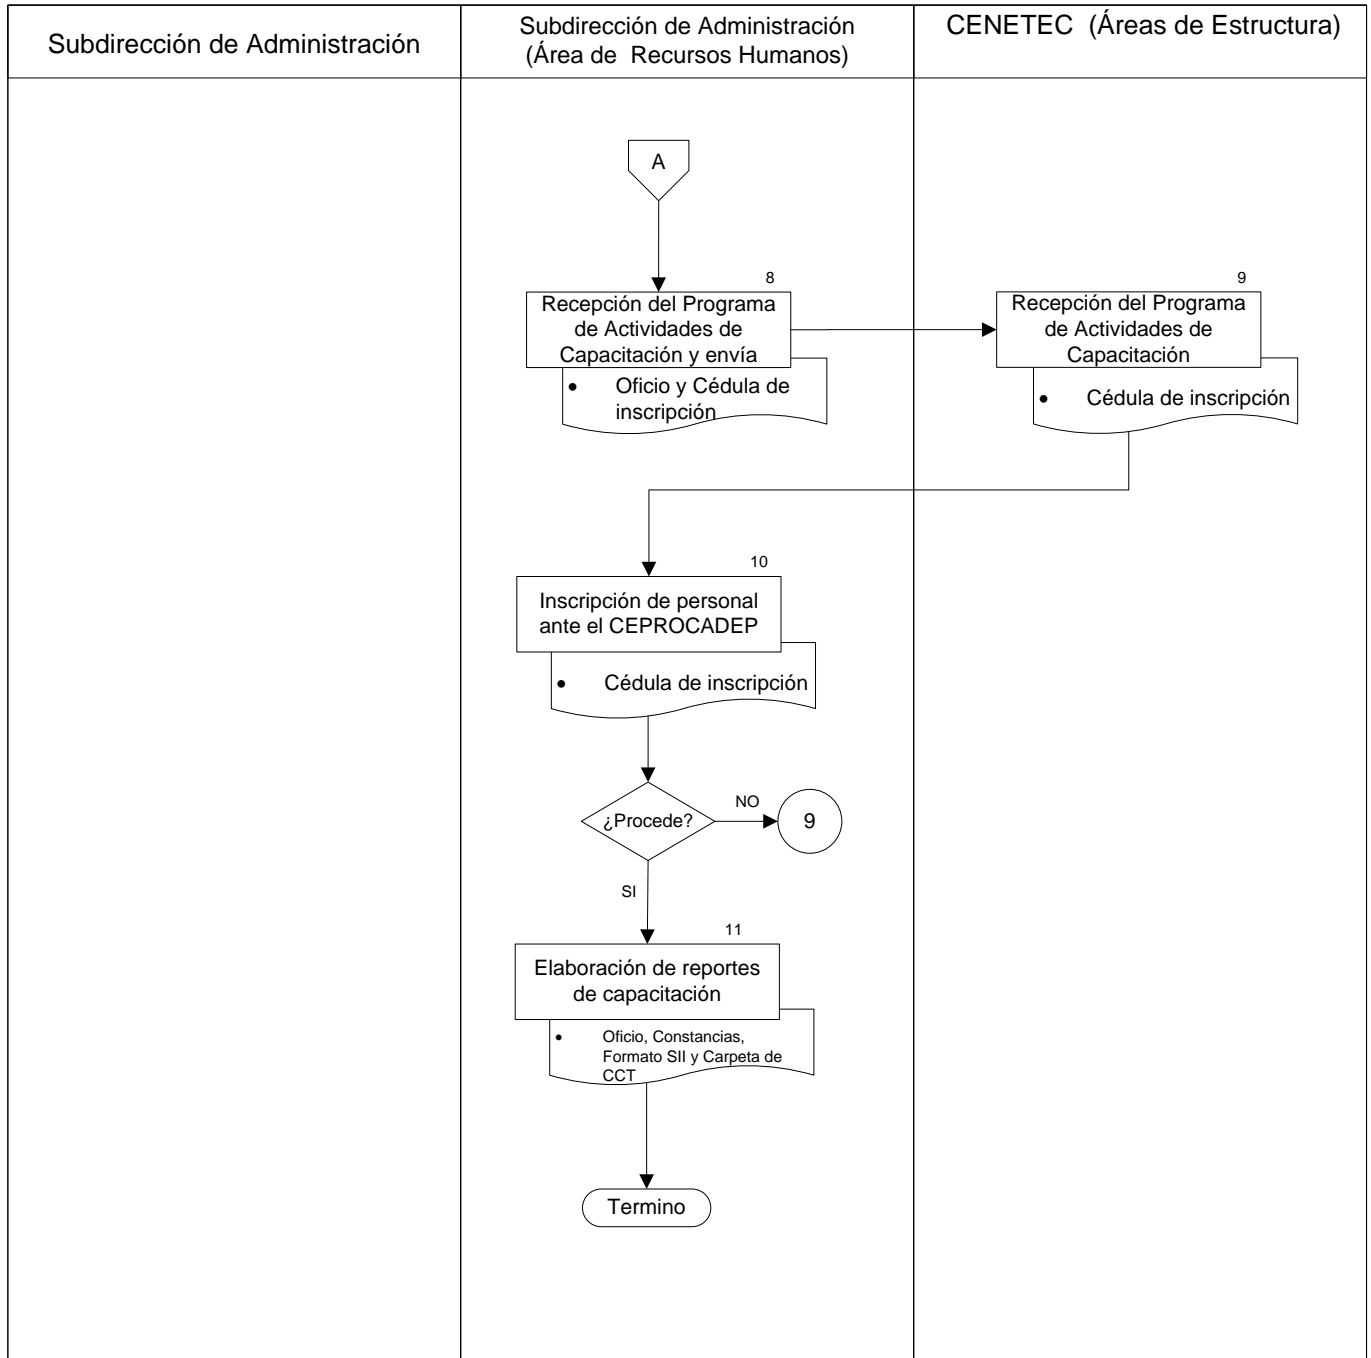 Subdirección de Administración
Subdirección de Administración
(Área de  Recursos Humanos)
CENETEC  (Áreas de Estructura)
A
8
Recepción del Programa
de Actividades de
Capacitación y envía
• Oficio y Cédula de
inscripción
9
Recepción del Programa
de Actividades de
Capacitación
• Cédula de inscripción
10
Inscripción de personal
ante el CEPROCADEP
• Cédula de inscripción
¿Procede?
NO
9
SI
11
Elaboración de reportes
de capacitación
• Oficio, Constancias,
Formato SII y Carpeta de
CCT
Termino